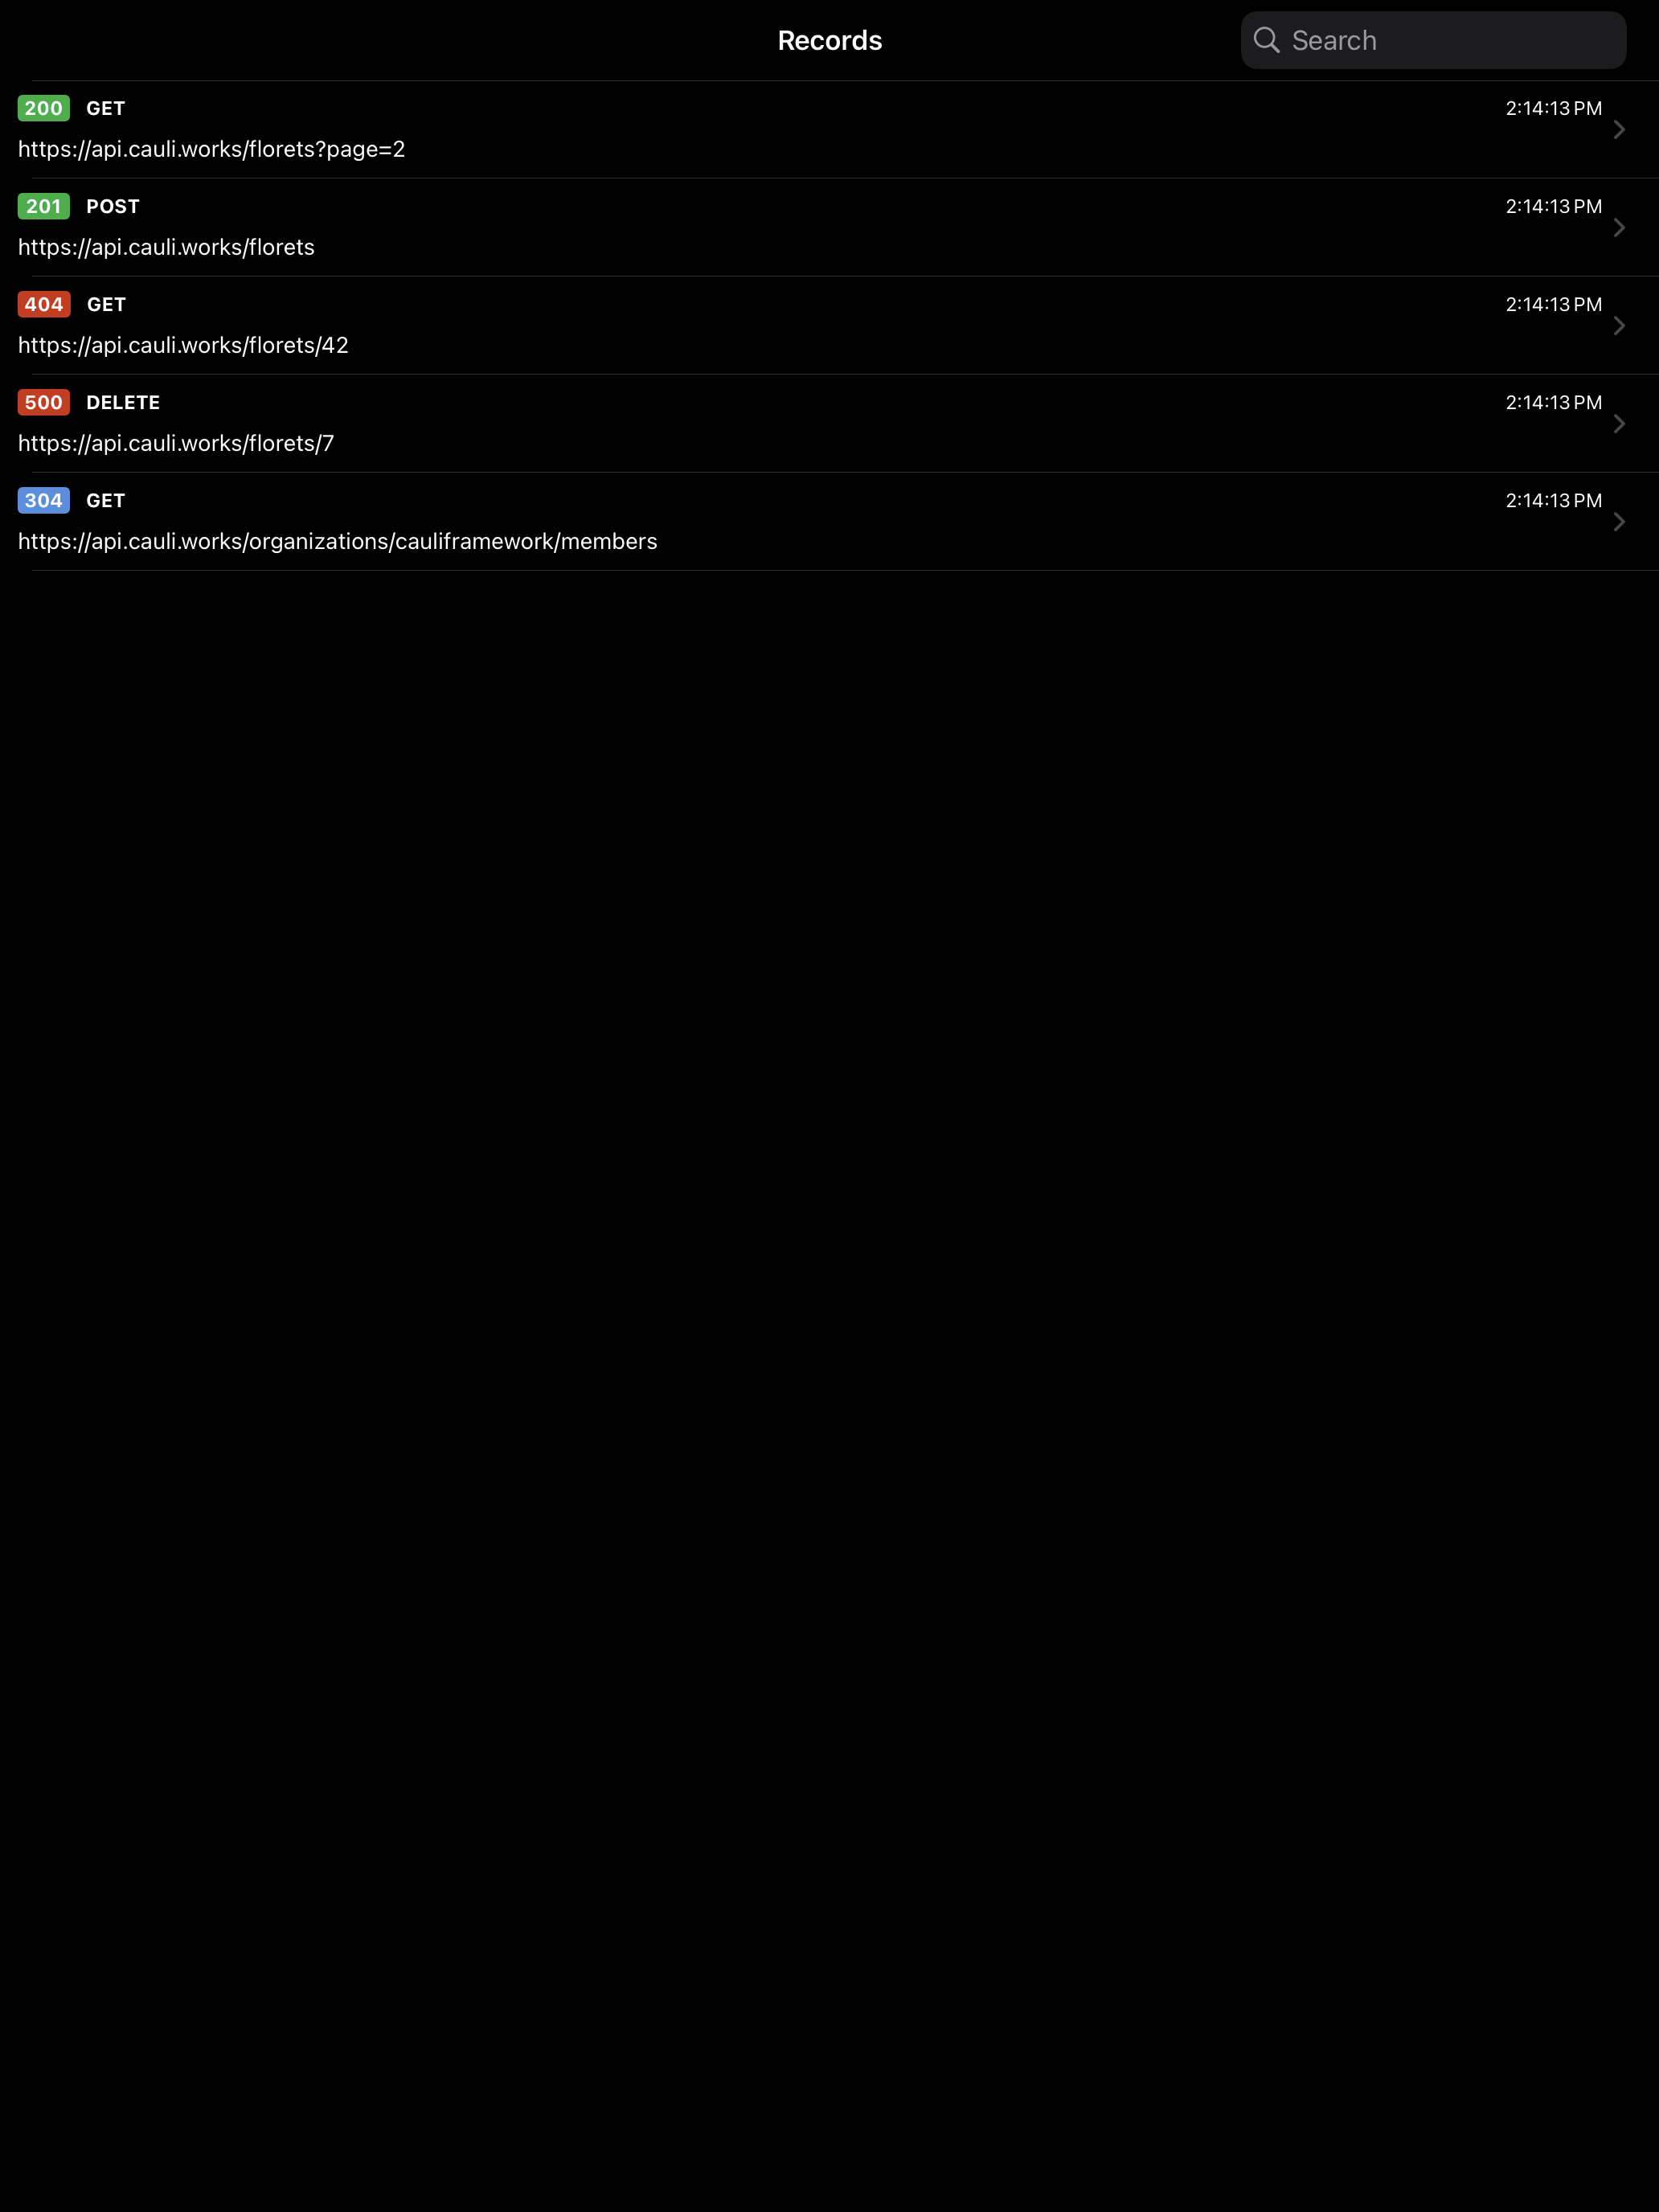 Records
Search
200 GET 2:14:13 PM
https://api.cauli.works/florets?page=2
201 POST 2:14:13 PM
https://api.cauli.works/florets
404 GET 2:14:13 PM
https://api.cauli.works/florets/42
500 DELETE 2:14:13 PM
https://api.cauli.works/florets/7
304 GET 2:14:13 PM
https://api.cauli.works/organizations/cauliframework/members